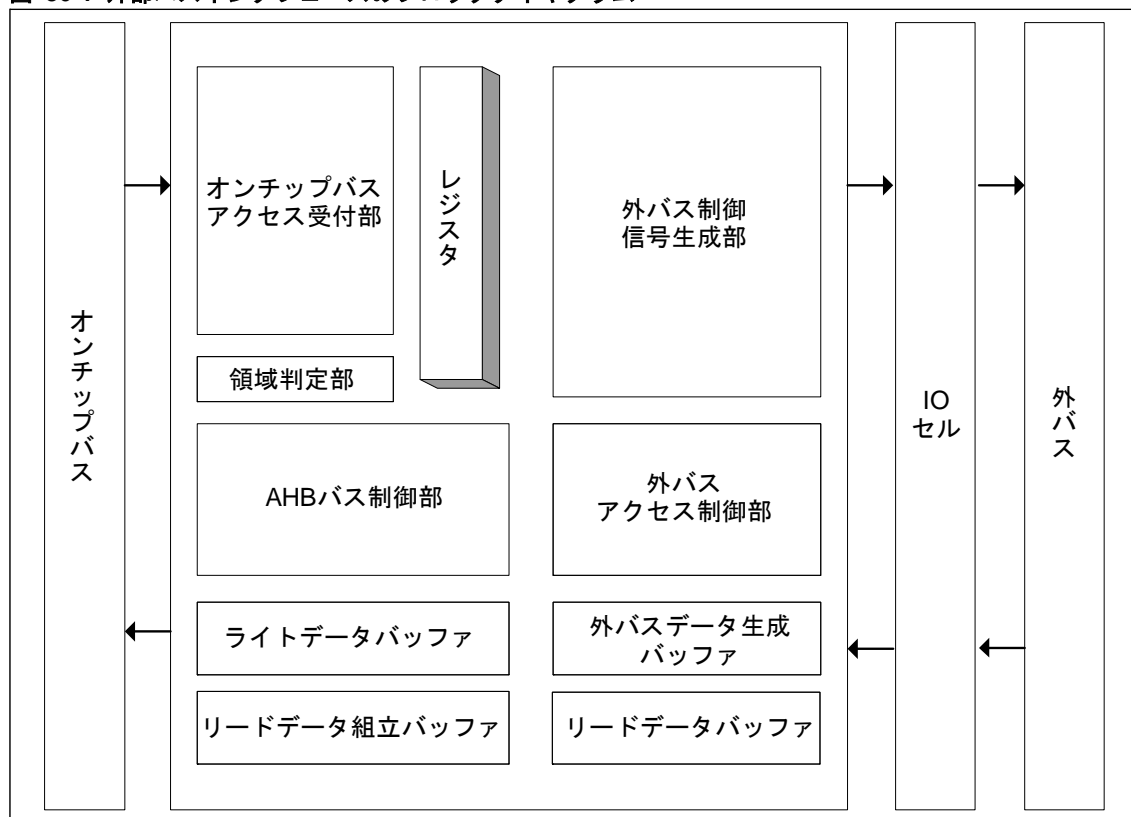 オンチップバス
オンチップバス
アクセス受付部
レジスタ
外バス制御
信号生成部
領域判定部
AHBバス制御部
外バス
アクセス制御部
ライトデータバッファ
外バスデータ生成
バッファ
リードデータ組立バッファ
リードデータバッファ
IO
セル
外バス